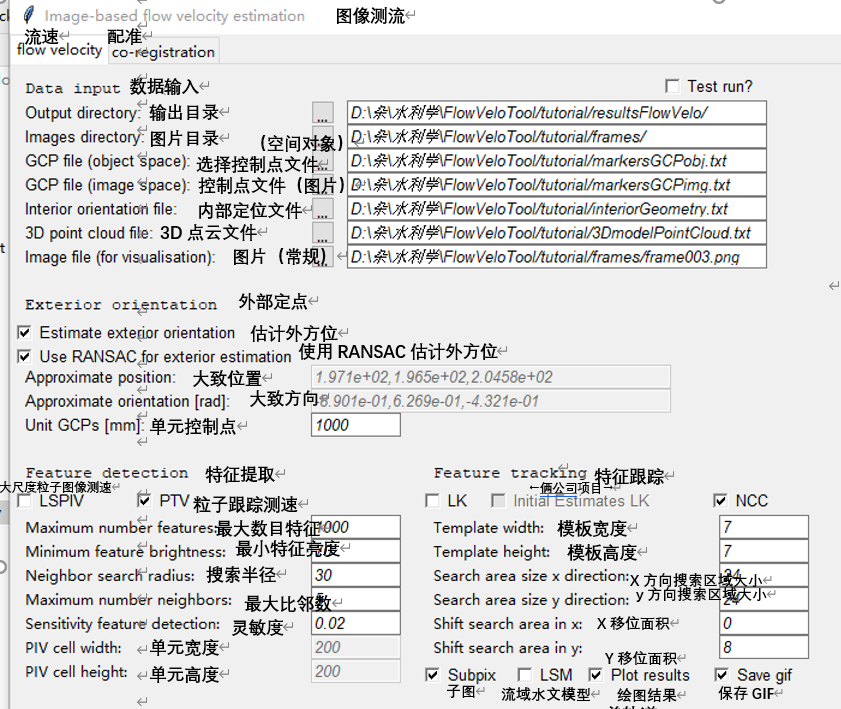 Image-based flow velocity estimation 图像测流
流速 配准
flow velocity co-registration
Data input 数据输入 Test run?
Output directory: 输出目录 ... D:\杂\水利学\FlowVeloTool/tutorial/resultsFlowVelo/
Images directory: 图片目录 ... D:\杂\水利学\FlowVeloTool/tutorial/frames/
(空间对象)
GCP file (object space): 选择控制点文件 ... D:\杂\水利学\FlowVeloTool/tutorial/markersGCPobj.txt
GCP file (image space): 控制点文件(图片) D:\杂\水利学\FlowVeloTool/tutorial/markersGCPimg.txt
Interior orientation file: 内部定位文件 ... D:\杂\水利学\FlowVeloTool/tutorial/interiorGeometry.txt
3D point cloud file: 3D 点云文件 ... D:\杂\水利学\FlowVeloTool/tutorial/3DmodelPointCloud.txt
Image file (for visualisation): 图片(常规) ... D:\杂\水利学\FlowVeloTool/tutorial/frames/frame003.png
Exterior orientation 外部定点
Estimate exterior orientation 估计外方位
Use RANSAC for exterior estimation 使用 RANSAC 估计外方位
Approximate position: 大致位置 1.971e+02,1.965e+02,2.0458e+02
Approximate orientation [rad]: 大致方向 .901e-01,6.269e-01,-4.321e-01
Unit GCPs [mm]: 单元控制点 1000
Feature detection 特征提取 Feature tracking 特征跟踪
大尺度粒子图像测速 ←俩公司项目→
LSPIV PTV 粒子跟踪测速 LK Initial Estimates LK NCC
Maximum number features: 最大数目特征 Template width: 模板宽度 7
Minimum feature brightness: 最小特征亮度 Template height: 模板高度 7
Neighbor search radius: 搜索半径 30 Search area size x direction: X 方向搜索区域大小
Maximum number neighbors: 最大比邻数 Search area size y direction: y 方向搜索区域大小 24
Sensitivity feature detection: 灵敏度 0.02 Shift search area in x: X 移位面积 0
PIV cell width: 单元宽度 200 Shift search area in y: Y 移位面积 8
PIV cell height: 单元高度 200 Subpix LSM Plot results Save gif
子图 流域水文模型 绘图结果 保存 GIF